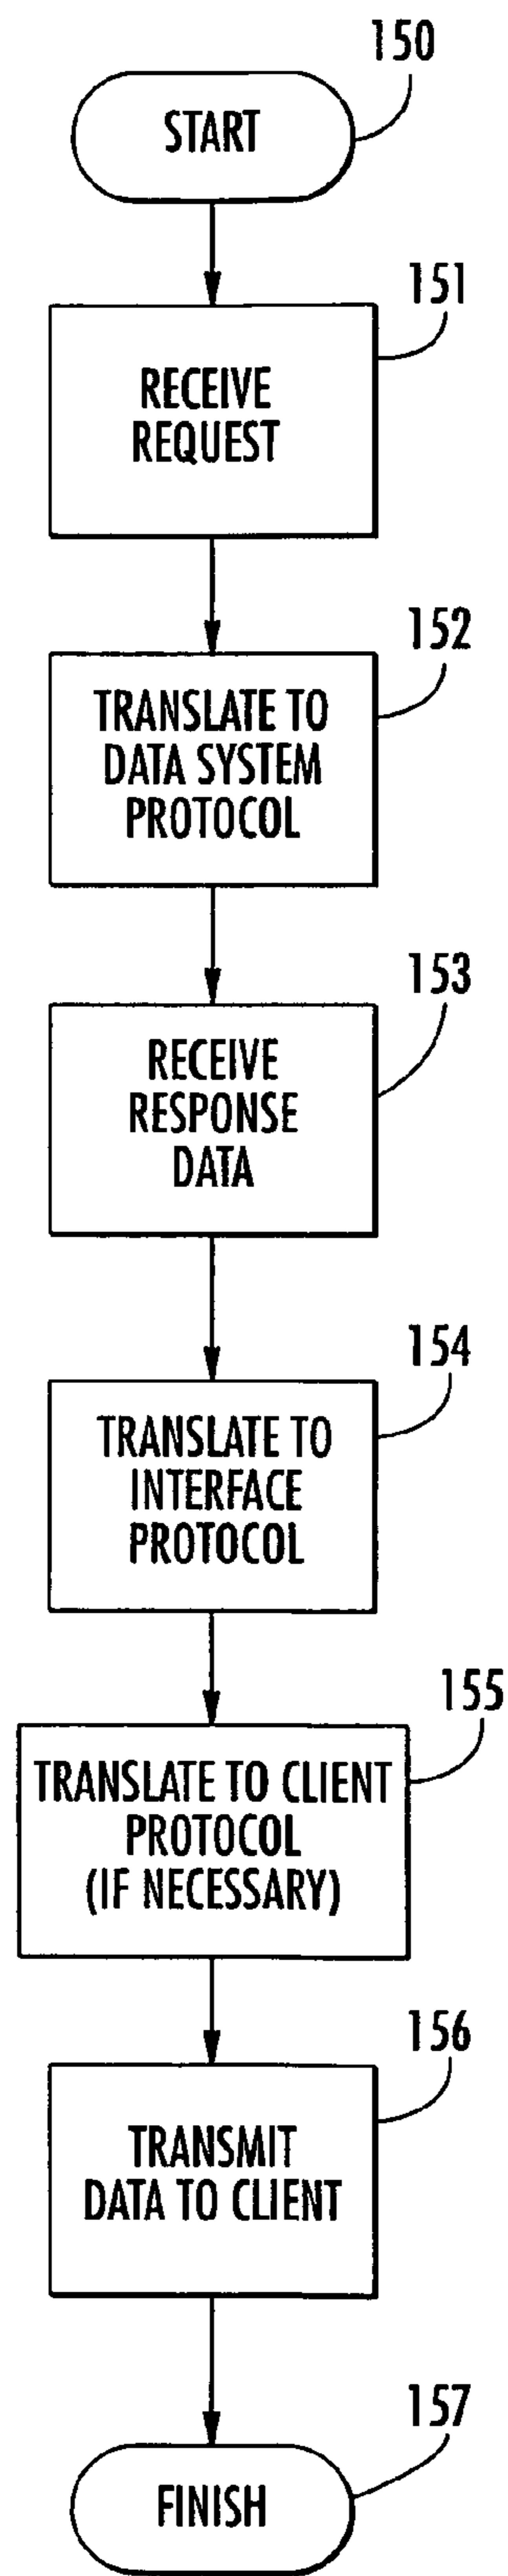 150
START
151
RECEIVE
REQUEST
152
TRANSLATE TO
DATA SYSTEM
PROTOCOL
153
RECEIVE
RESPONSE
DATA
154
TRANSLATE TO
INTERFACE
PROTOCOL
155
TRANSLATE TO CLIENT
PROTOCOL
(IF NECESSARY)
156
TRANSMIT
DATA TO CLIENT
157
FINISH